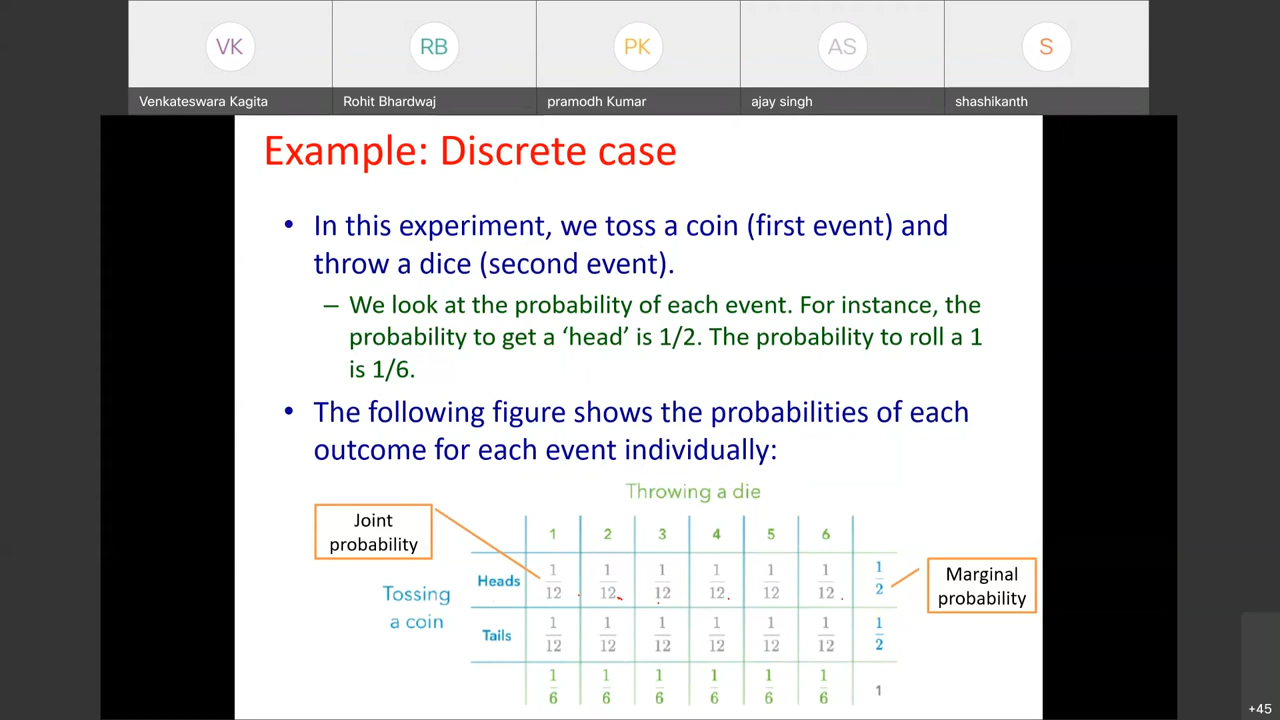 VK RB PK AS S
Venkateswara Kagita Rohit Bhardwaj pramodh Kumar ajay singh shashikanth
Example: Discrete case
• In this experiment, we toss a coin (first event) and
throw a dice (second event).
– We look at the probability of each event. For instance, the
probability to get a ‘head’ is 1/2. The probability to roll a 1
is 1/6.
• The following figure shows the probabilities of each
outcome for each event individually:
Throwing a die
Joint
probability
1 2 3 4 5 6
Tossing
a coin
Heads 1/12 1/12 1/12 1/12 1/12 1/12 1/2
Marginal
probability
Tails 1/12 1/12 1/12 1/12 1/12 1/12 1/2
1/6 1/6 1/6 1/6 1/6 1/6 1
+45